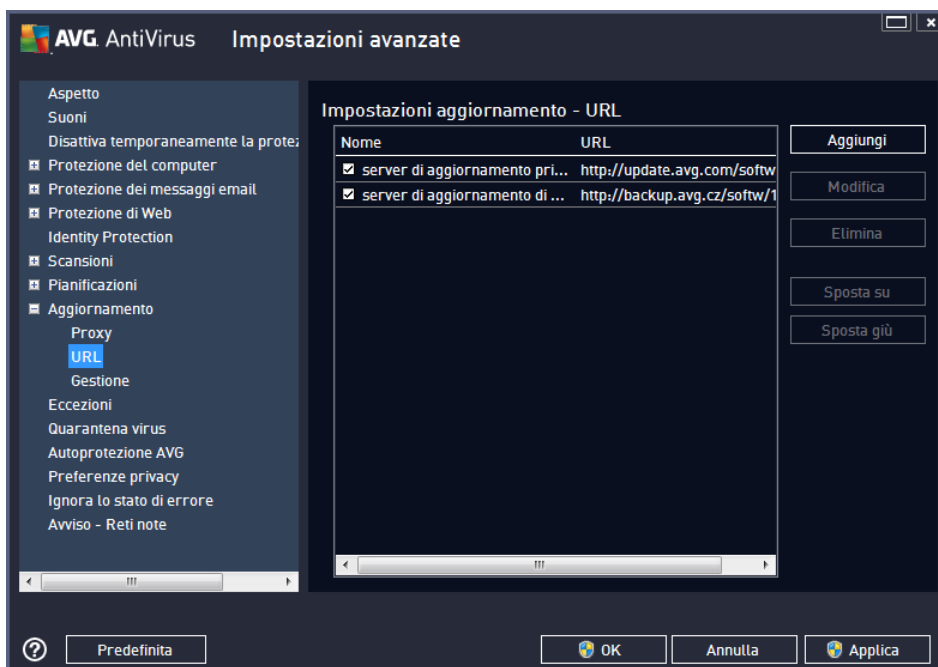 AVG. AntiVirus Impostazioni avanzate
Aspetto
Suoni
Disattiva temporaneamente la protez
Protezione del computer
Protezione dei messaggi email
Protezione di Web
Identity Protection
Scansioni
Pianificazioni
Aggiornamento
Proxy
URL
Gestione
Eccezioni
Quarantena virus
Autoprotezione AVG
Preferenze privacy
Ignora lo stato di errore
Avviso - Reti note
Impostazioni aggiornamento - URL
Nome URL
server di aggiornamento pri... http://update.avg.com/softw
server di aggiornamento di ... http://backup.avg.cz/softw/1
Aggiungi
Modifica
Elimina
Sposta su
Sposta giù
Predefinita
OK
Annulla
Applica